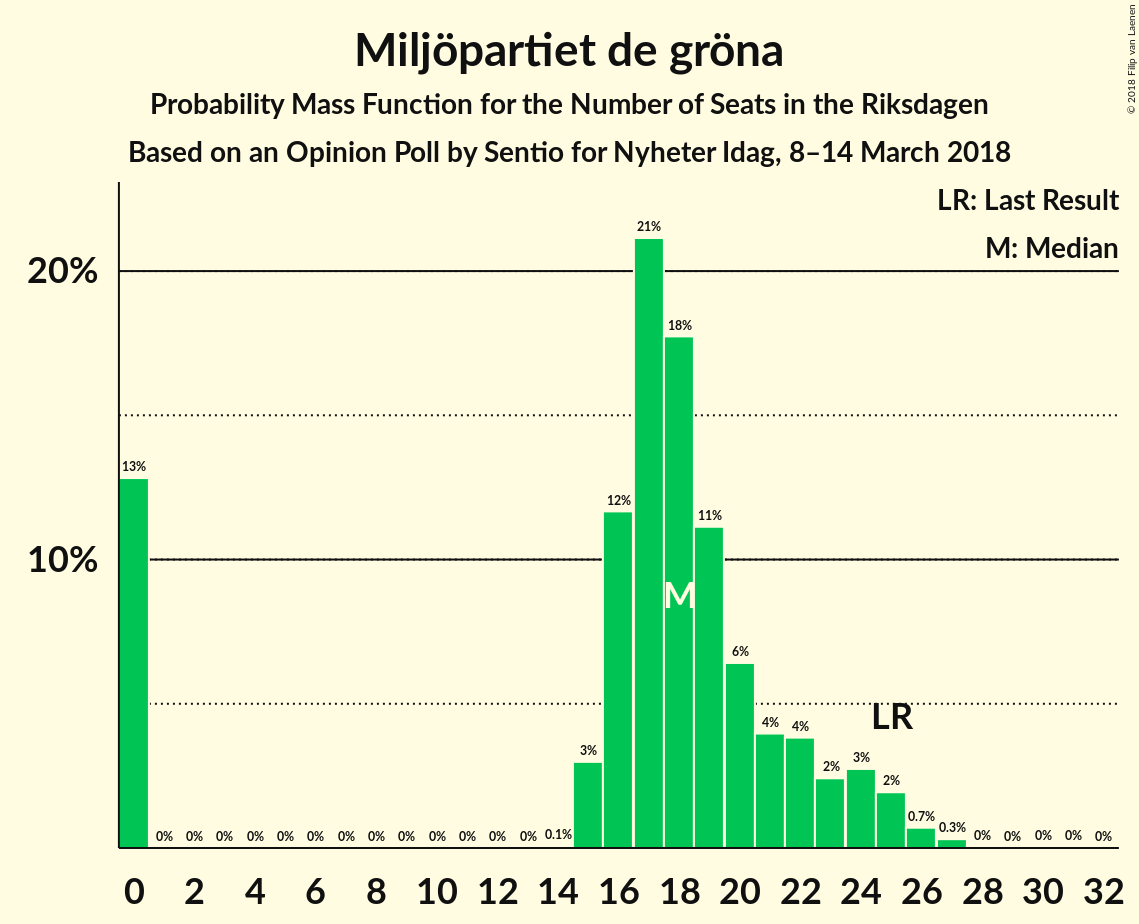 Miljöpartiet de gröna
Probability Mass Function for the Number of Seats in the Riksdagen
Based on an Opinion Poll by Sentio for Nyheter Idag, 8–14 March 2018
© 2018 Filip van Laenen
LR: Last Result
M: Median
20%
10%
13% 0% 0% 0% 0% 0% 0% 0% 0% 0% 0% 0% 0% 0% 0.1% 3% 12% 21% 18% 11% 6% 4% 4% 2% 3% 2% 0.7% 0.3% 0% 0% 0% 0% 0%
M
LR
0 2 4 6 8 10 12 14 16 18 20 22 24 26 28 30 32